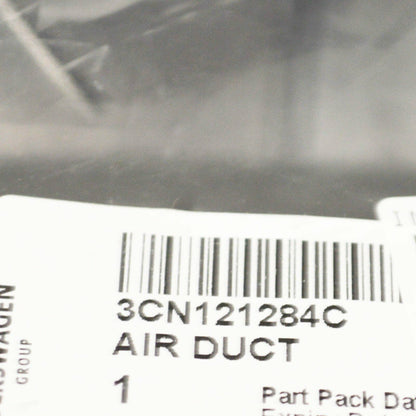 3CN121284C
AIR DUCT
1
Part Pack Da
GROUP